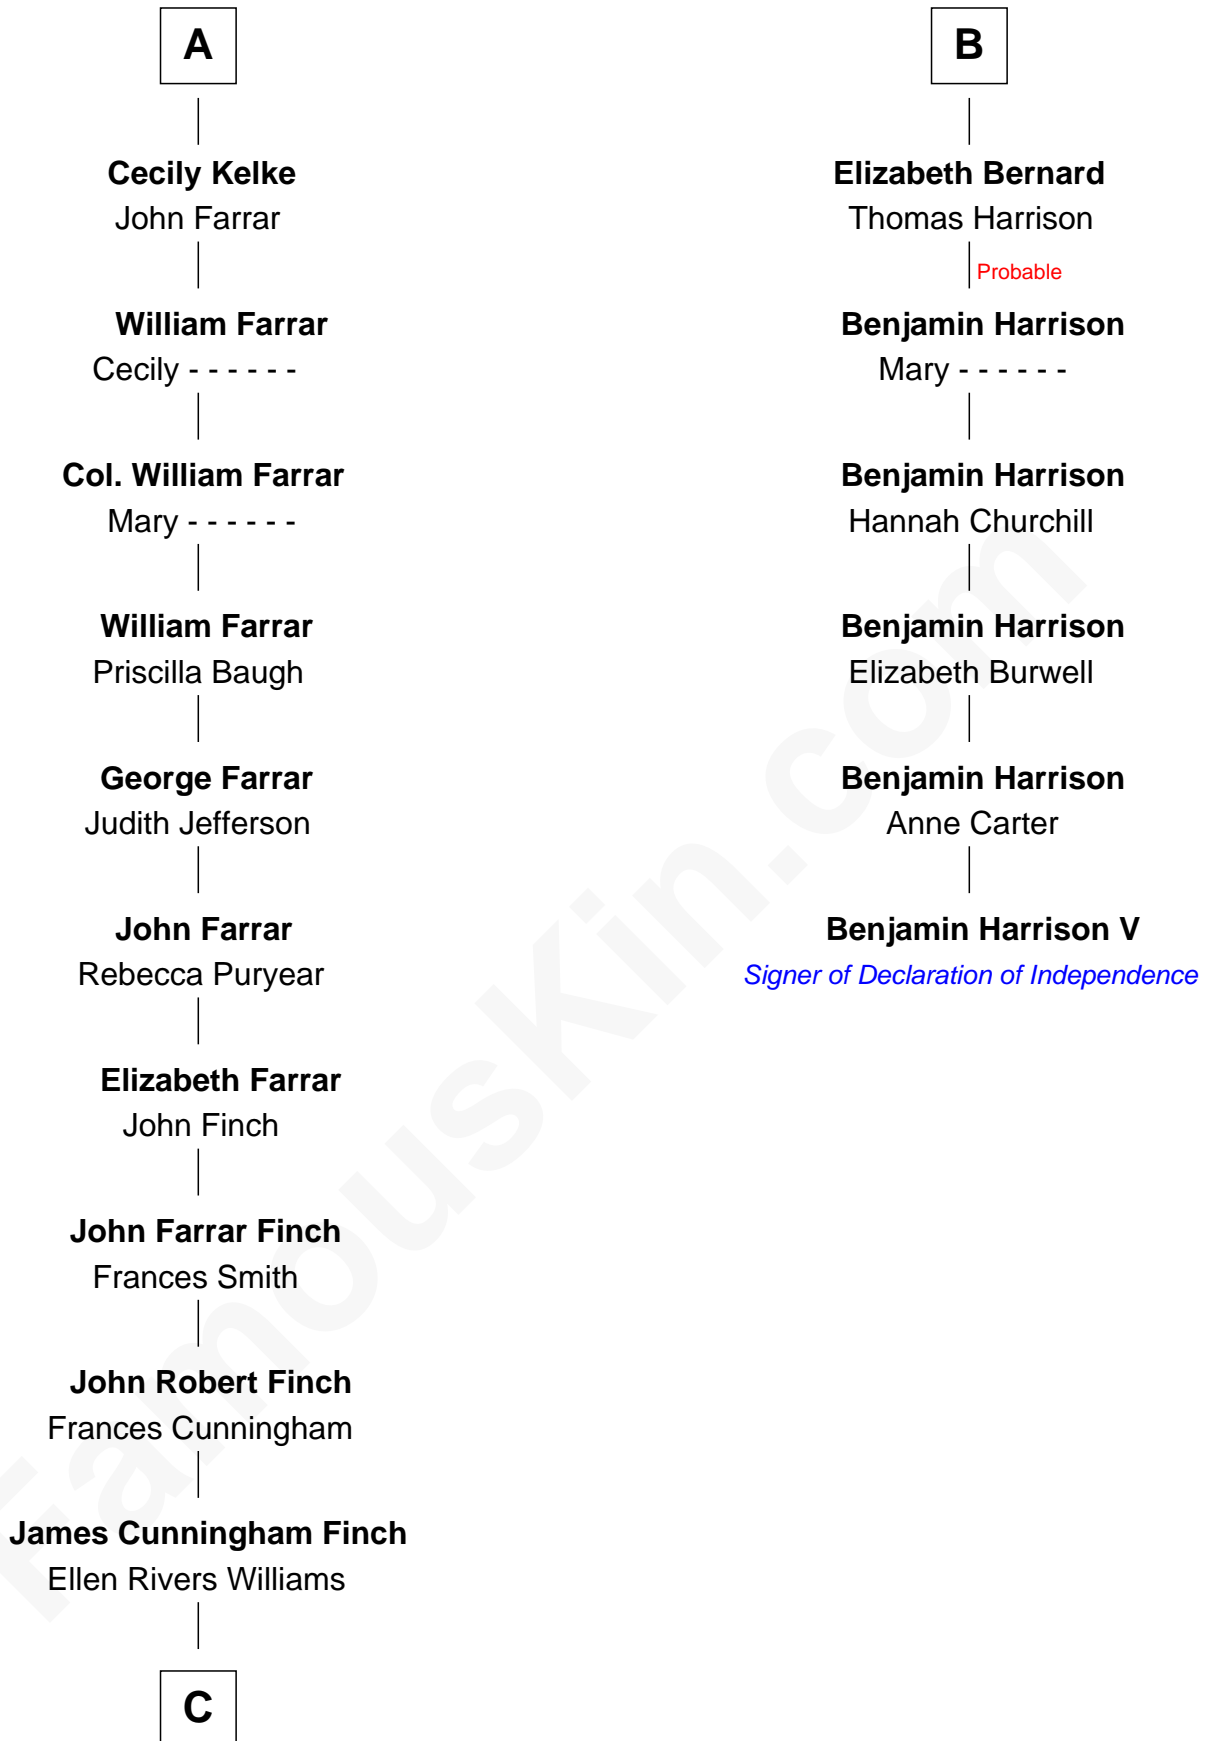 A
Cecily Kelke
John Farrar
William Farrar
Cecily - - - - - -
Col. William Farrar
Mary - - - - - -
William Farrar
Priscilla Baugh
George Farrar
Judith Jefferson
John Farrar
Rebecca Puryear
Elizabeth Farrar
John Finch
John Farrar Finch
Frances Smith
John Robert Finch
Frances Cunningham
James Cunningham Finch
Ellen Rivers Williams
C
B
Elizabeth Bernard
Thomas Harrison
Probable
Benjamin Harrison
Mary - - - - - -
Benjamin Harrison
Hannah Churchill
Benjamin Harrison
Elizabeth Burwell
Benjamin Harrison
Anne Carter
Benjamin Harrison V
Signer of Declaration of Independence
FamousKin.com